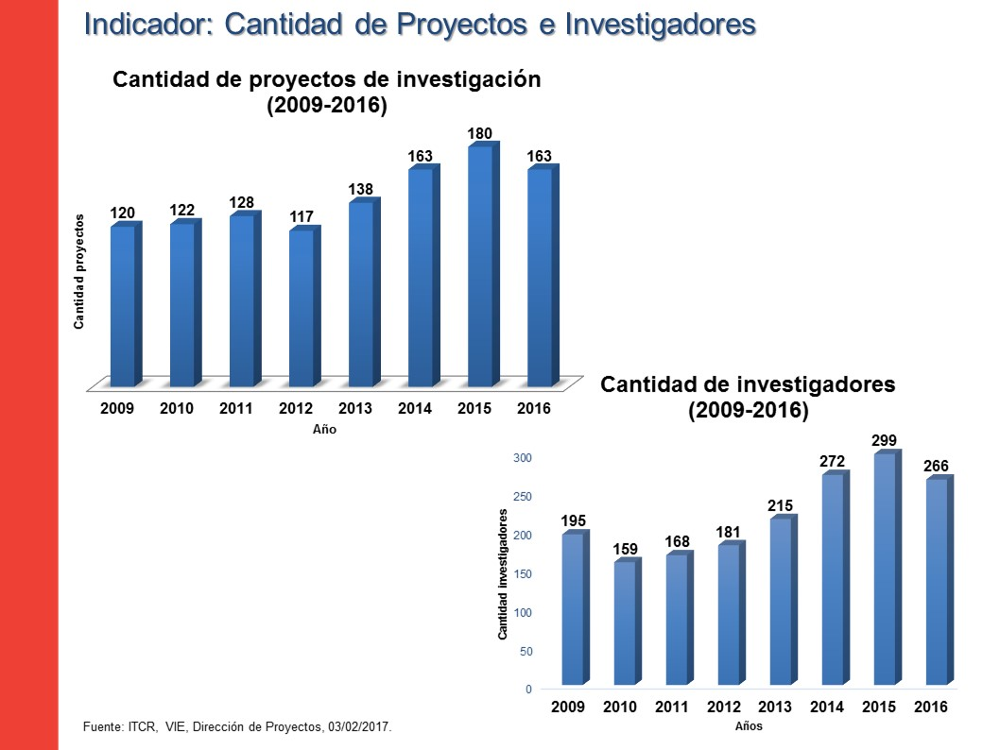 Indicador: Cantidad de Proyectos e Investigadores
Cantidad de proyectos de investigación
(2009-2016)
180
163
163
138
128
122
120
117
Cantidad proyectos
2009 2010 2011 2012 2013 2014 2015 2016
Año
Cantidad de investigadores
(2009-2016)
299
300
272
266
250
215
195
200
181
168
159
150
100
50
0
Cantidad investigadores
2009 2010 2011 2012 2013 2014 2015 2016
Años
Fuente: ITCR, VIE, Dirección de Proyectos, 03/02/2017.